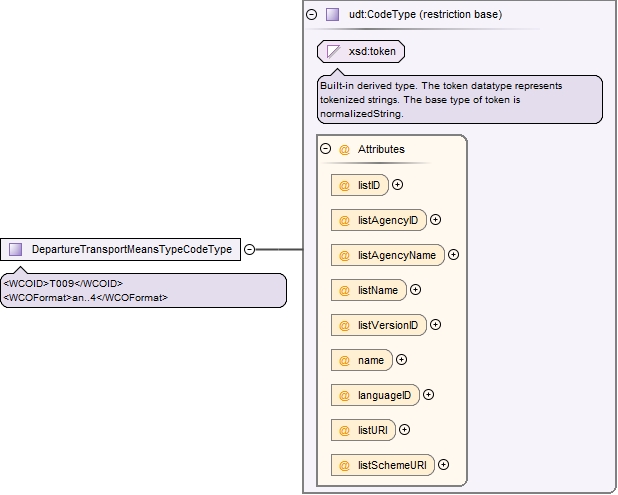 udt:CodeType (restriction base)
xsd:token
Built-in derived type. The token datatype represents
tokenized strings. The base type of token is
normalizedString.
@ Attributes
@ listID
@ listAgencyID
@ listAgencyName
@ listName
@ listVersionID
@ name
@ languageID
@ listURI
@ listSchemeURI
DepartureTransportMeansTypeCodeType
<WCOID>T009</WCOID>
<WCOFormat>an..4</WCOFormat>